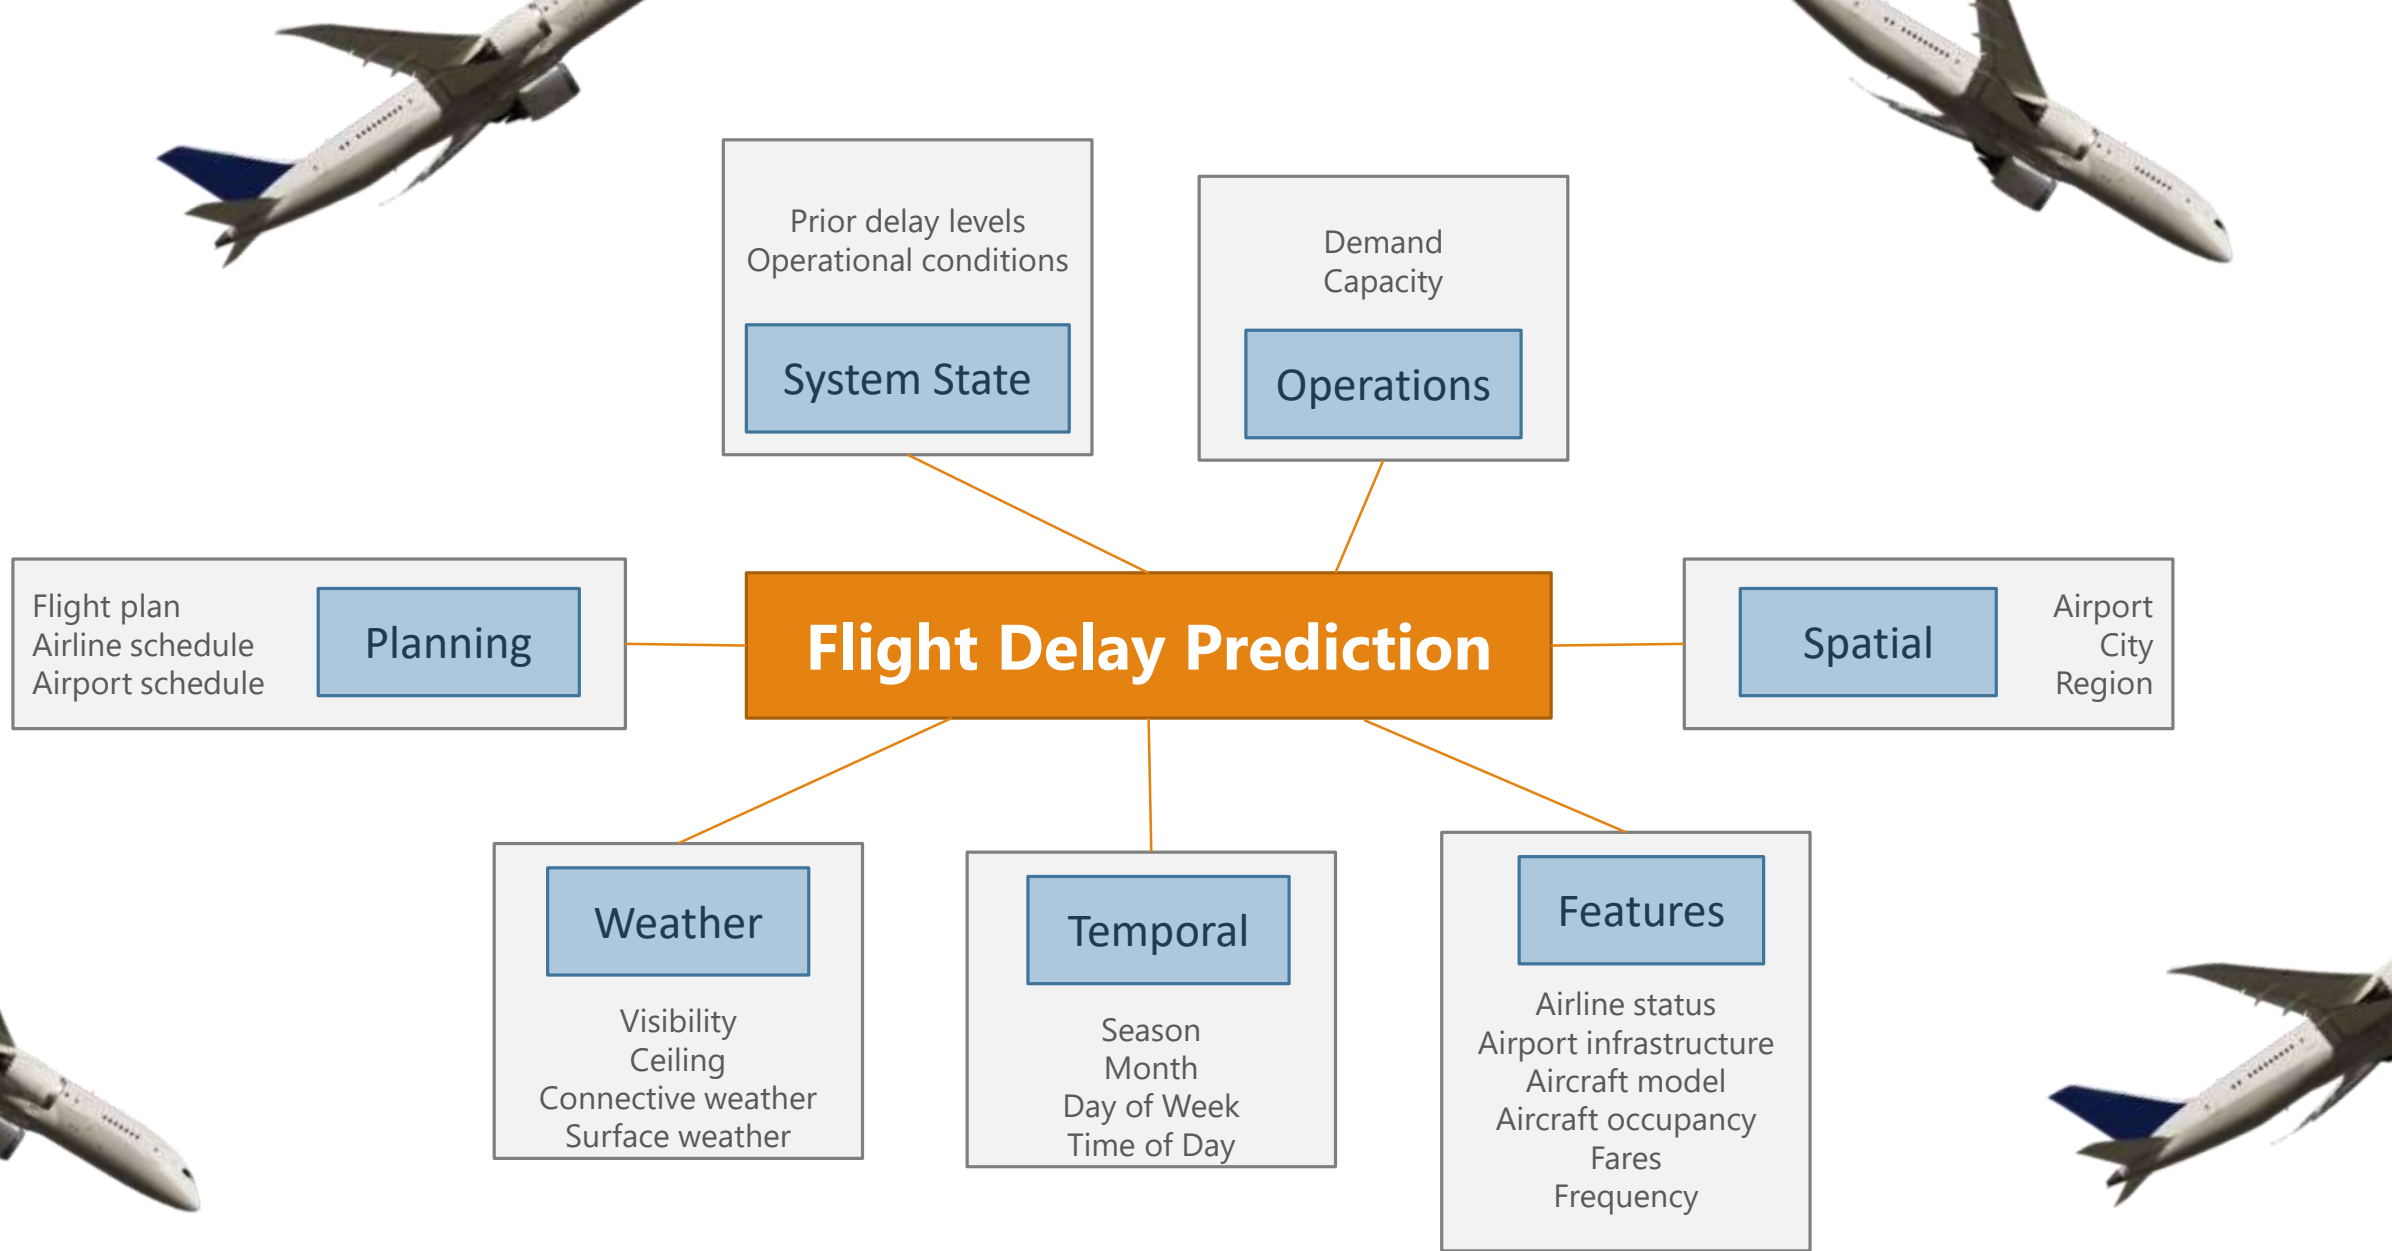 Prior delay levels
Operational conditions
System State
Demand
Capacity
Operations
Flight plan
Airline schedule
Airport schedule
Planning
Flight Delay Prediction
Spatial
Airport
City
Region
Weather
Visibility
Ceiling
Connective weather
Surface weather
Temporal
Season
Month
Day of Week
Time of Day
Features
Airline status
Airport infrastructure
Aircraft model
Aircraft occupancy
Fares
Frequency